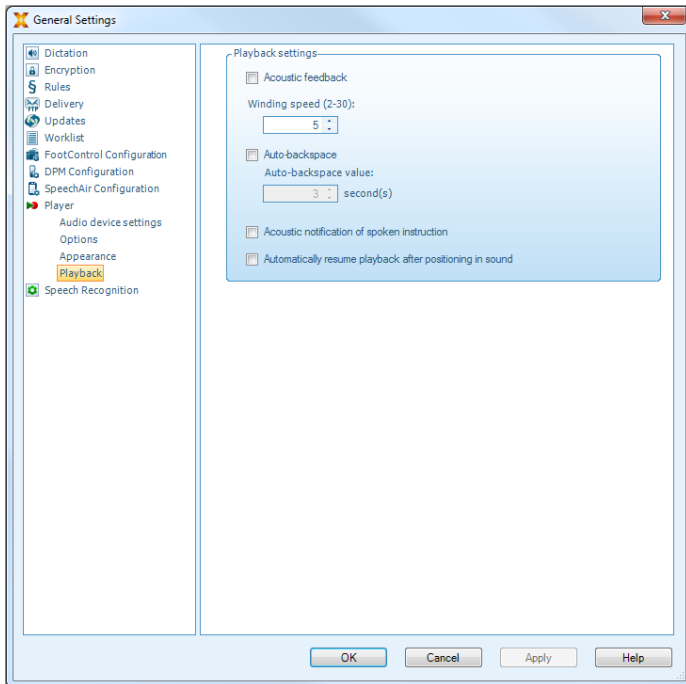 General Settings
Dictation
Encryption
Rules
Delivery
Updates
Worklist
FootControl Configuration
DPM Configuration
SpeechAir Configuration
Player
Audio device settings
Options
Appearance
Playback
Speech Recognition
Playback settings
Acoustic feedback
Winding speed (2-30):
5
Auto-backspace
Auto-backspace value:
3 second(s)
Acoustic notification of spoken instruction
Automatically resume playback after positioning in sound
OK Cancel Apply Help